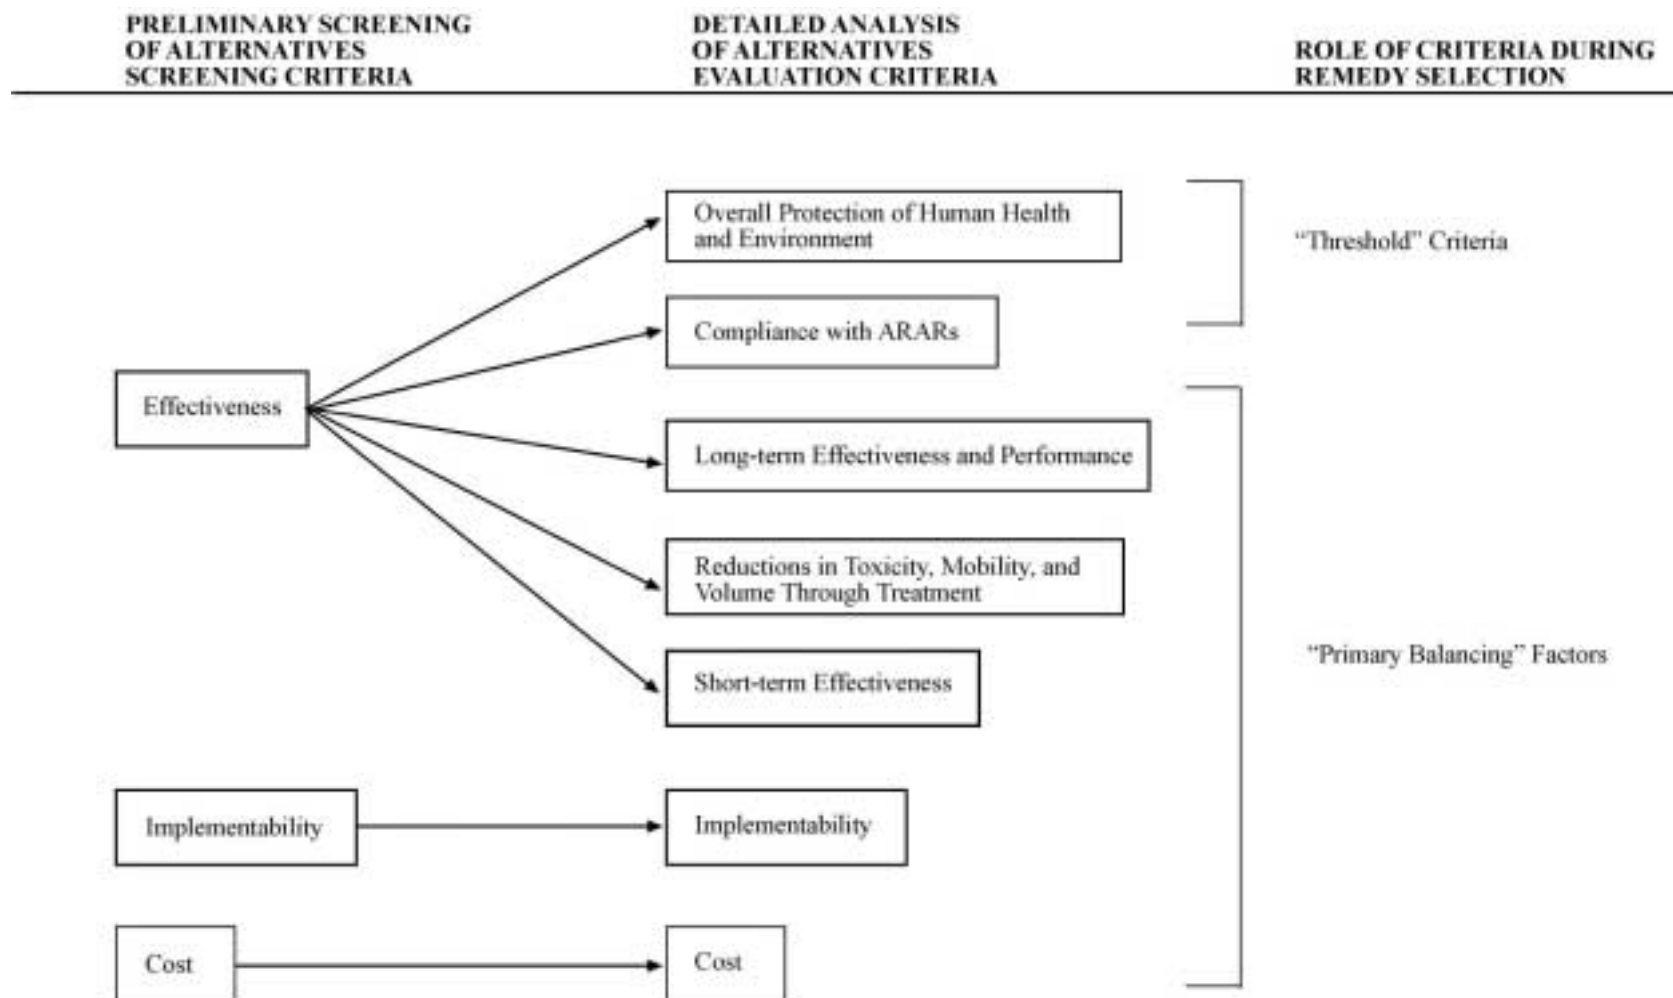 PRELIMINARY SCREENING
OF ALTERNATIVES
SCREENING CRITERIA
DETAILED ANALYSIS
OF ALTERNATIVES
EVALUATION CRITERIA
ROLE OF CRITERIA DURING
REMEDY SELECTION
Overall Protection of Human Health
and Environment
"Threshold" Criteria
Compliance with ARARs
Effectiveness
Long-term Effectiveness and Performance
Reductions in Toxicity, Mobility, and
Volume Through Treatment
"Primary Balancing" Factors
Short-term Effectiveness
Implementability
Implementability
Cost
Cost